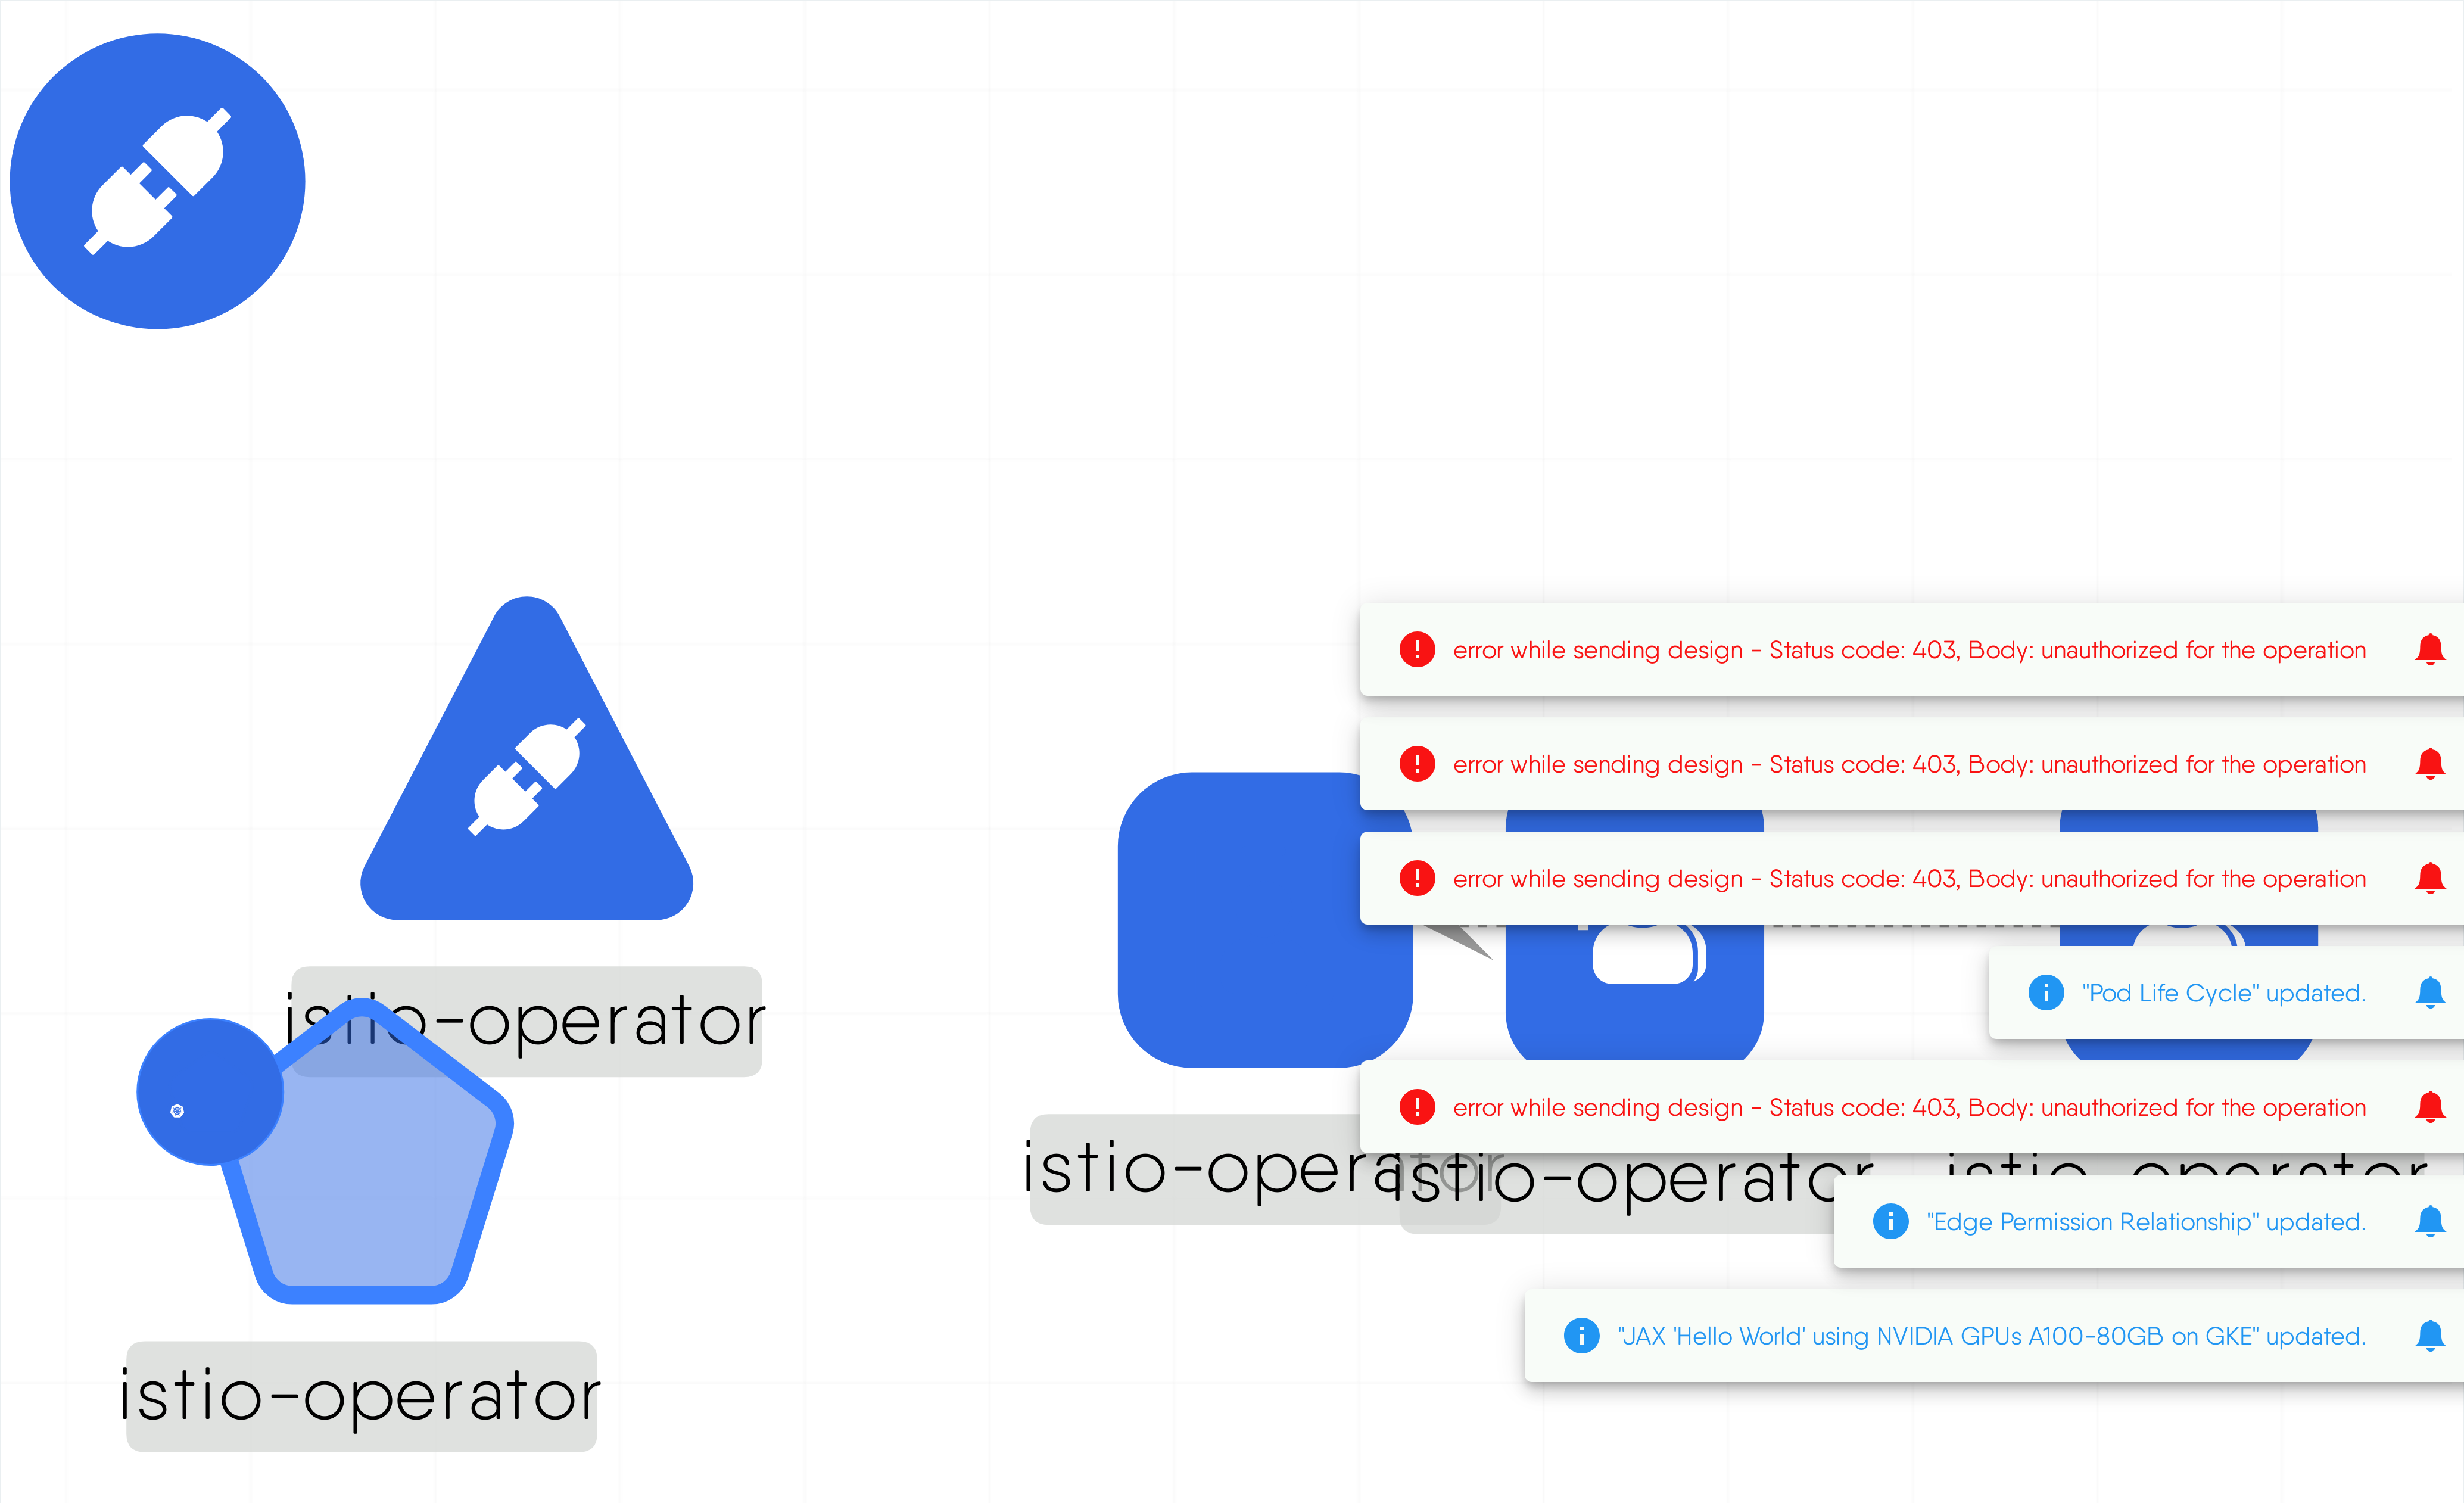 error while sending design - Status code: 403, Body: unauthorized for the operation
error while sending design - Status code: 403, Body: unauthorized for the operation
error while sending design - Status code: 403, Body: unauthorized for the operation
"Pod Life Cycle" updated.
istio-operator
error while sending design - Status code: 403, Body: unauthorized for the operation
istio-operator
istio-operator
istio-operator
"Edge Permission Relationship" updated.
"JAX 'Hello World' using NVIDIA GPUs A100-80GB on GKE" updated.
istio-operator